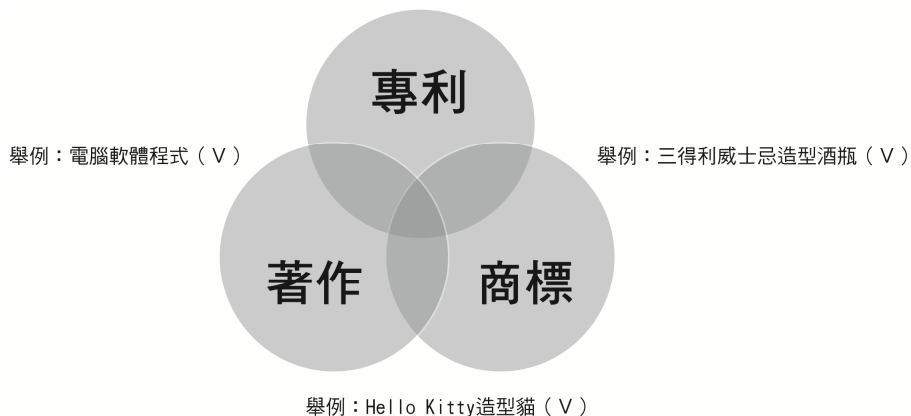 專利
舉例：電腦軟體程式（V）
舉例：三得利威士忌造型酒瓶（V）
著作
商標
舉例：Hello Kitty造型貓（V）